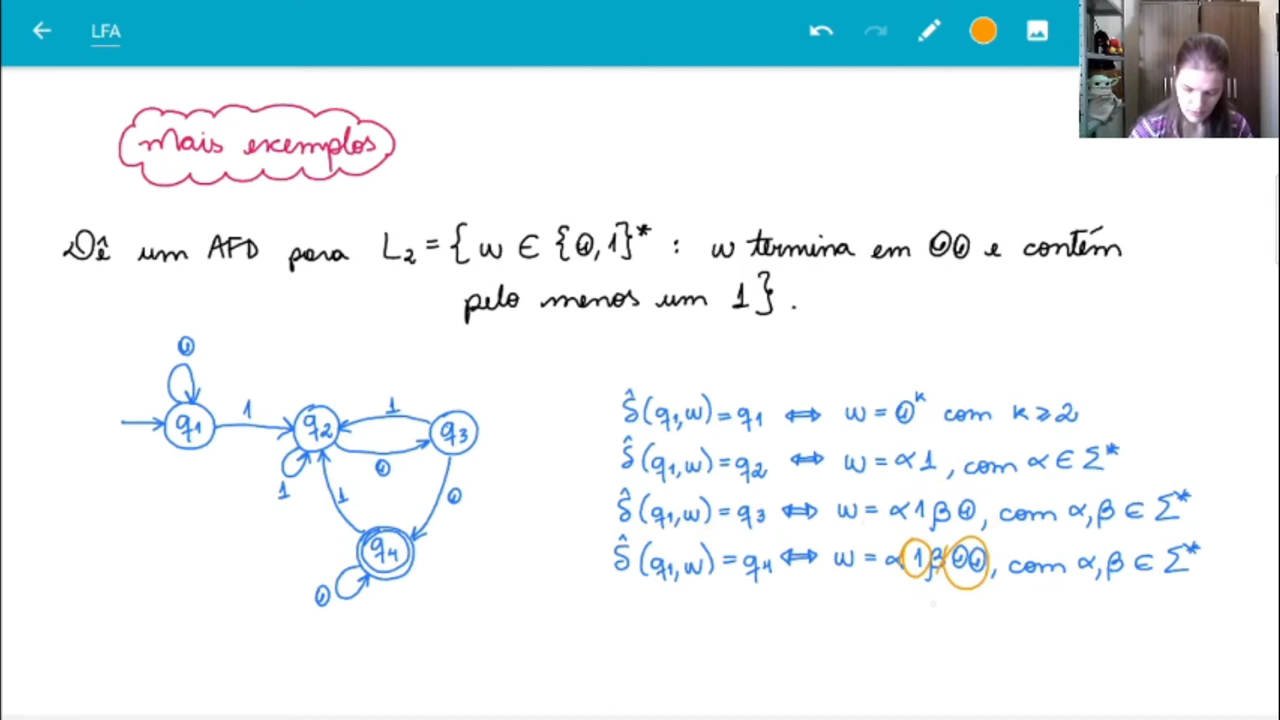 LFA
mais exemplos
Dê um AFD para L₂ = { w ∈ {0,1}* : w termina em 00 e contém
pelo menos um 1}.
0
1
1
q1
q2
q3
0
1
1
0
q4
0
δ̂(q₁,w) = q₁ ⟺ w = 0ᵏ com k ⩾ 2
δ̂(q₁,w) = q₂ ⟺ w = α1, com α ∈ Σ*
δ̂(q₁,w) = q₃ ⟺ w = α1β0, com α,β ∈ Σ*
δ̂(q₁,w) = q₄ ⟺ w = α1β00, com α,β ∈ Σ*